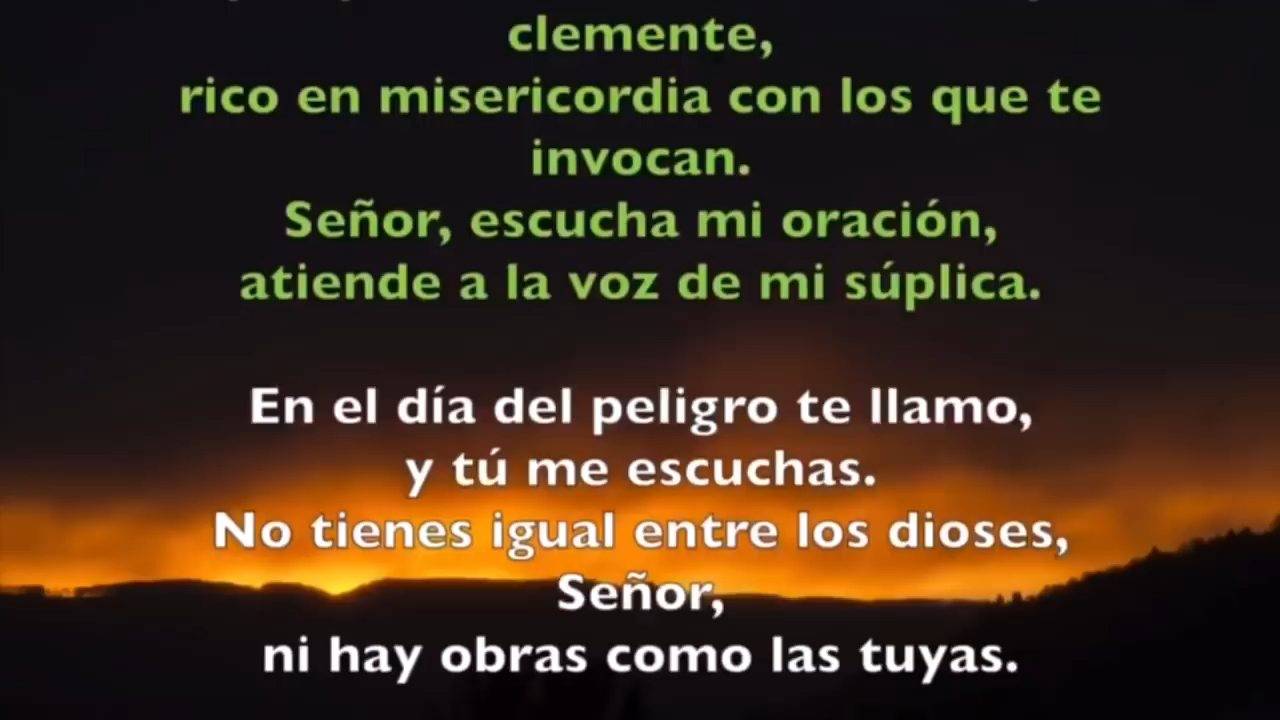 clemente,
rico en misericordia con los que te
invocan.
Señor, escucha mi oración,
atiende a la voz de mi súplica.
En el día del peligro te llamo,
y tú me escuchas.
No tienes igual entre los dioses,
Señor,
ni hay obras como las tuyas.